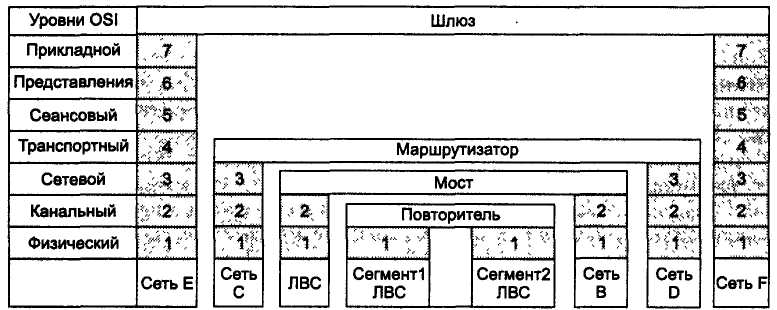 Уровни OSI Шлюз
Прикладной 7 7
Представления 6 6
Сеансовый 5 5
Транспортный 4 Маршрутизатор 4
Сетевой 3 3 Мост 3 3
Канальный 2 2 2 Повторитель 2 2 2
Физический 1 1 1 1 1 1 1 1
Сеть E Сеть ЛВС Сегмент1 Сегмент2 Сеть Сеть Сеть F
C ЛВС ЛВС B D